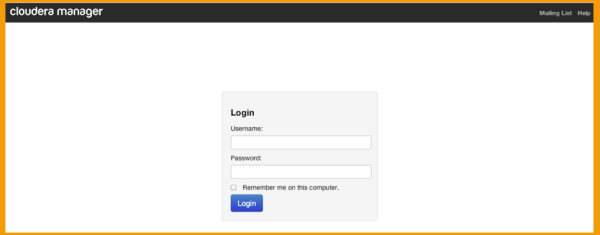 cloudera manager
Mailing List Help
Login
Username:
Password:
Remember me on this computer.
Login